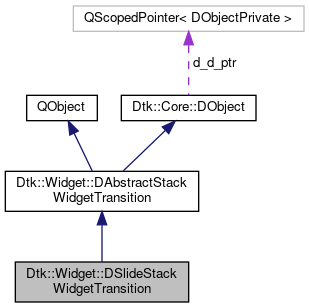 QScopedPointer< DObjectPrivate >
d_d_ptr
QObject
Dtk::Core::DObject
Dtk::Widget::DAbstractStack
WidgetTransition
Dtk::Widget::DSlideStack
WidgetTransition